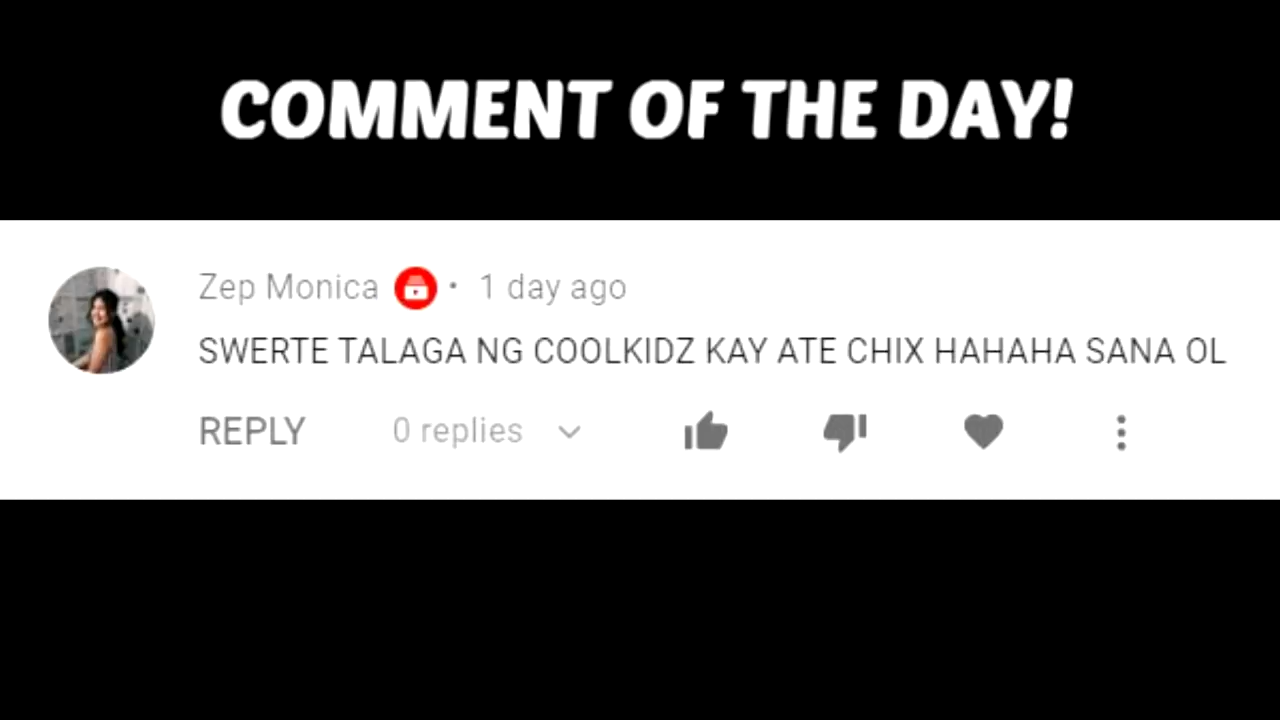 COMMENT OF THE DAY!
Zep Monica • 1 day ago
SWERTE TALAGA NG COOLKIDZ KAY ATE CHIX HAHAHA SANA OL
REPLY 0 replies